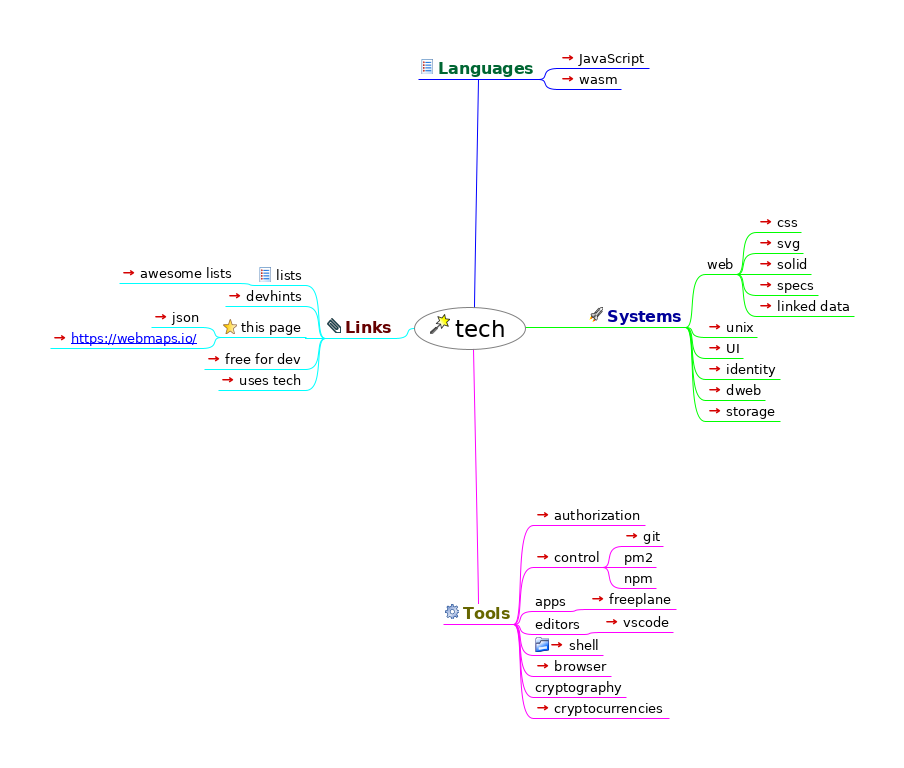 Languages
JavaScript
wasm
tech
Systems
web
css
svg
solid
specs
linked data
unix
UI
identity
dweb
storage
Links
lists
awesome lists
devhints
this page
json
https://webmaps.io/
free for dev
uses tech
Tools
authorization
control
git
pm2
npm
apps
freeplane
editors
vscode
shell
browser
cryptography
cryptocurrencies